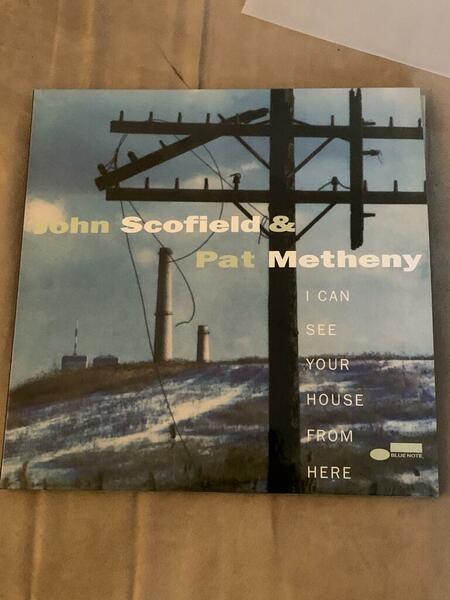 John Scofield &
Pat Metheny
I CAN
SEE
YOUR
HOUSE
FROM
HERE
BLUE NOTE